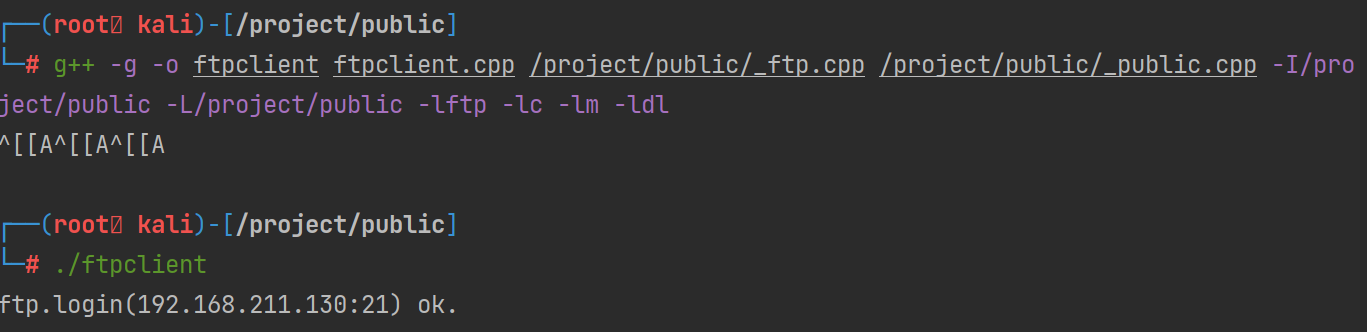 ┌──(root㉿ kali)-[/project/public]
└─# g++ -g -o ftpclient ftpclient.cpp /project/public/_ftp.cpp /project/public/_public.cpp -I/pro
ject/public -L/project/public -lftp -lc -lm -ldl
^[[A^[[A^[[A
┌──(root㉿ kali)-[/project/public]
└─# ./ftpclient
ftp.login(192.168.211.130:21) ok.